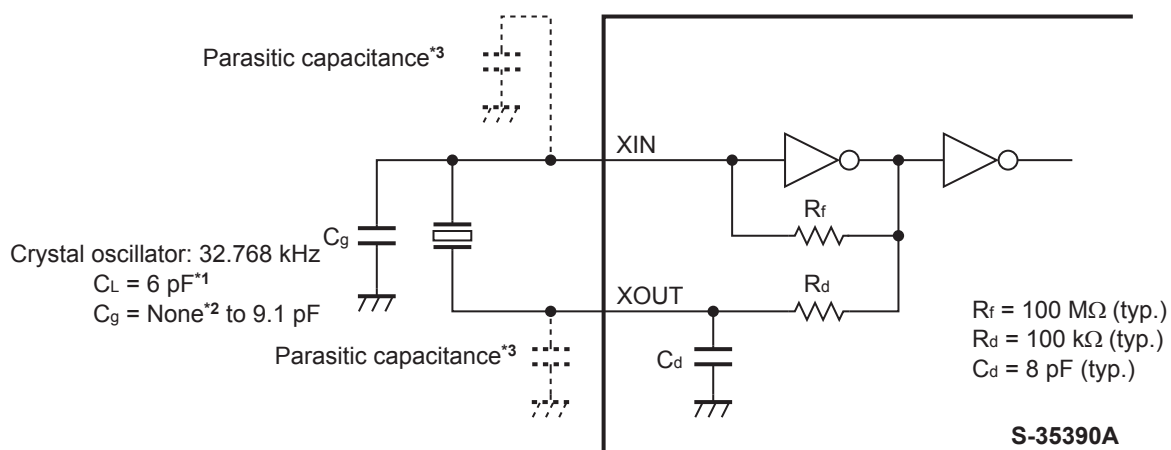 Parasitic capacitance*3
XIN
Rf
Cg
Crystal oscillator: 32.768 kHz
CL = 6 pF*1
Cg = None*2 to 9.1 pF
XOUT
Rd
Parasitic capacitance*3
Cd
Rf = 100 MΩ (typ.)
Rd = 100 kΩ (typ.)
Cd = 8 pF (typ.)
S-35390A